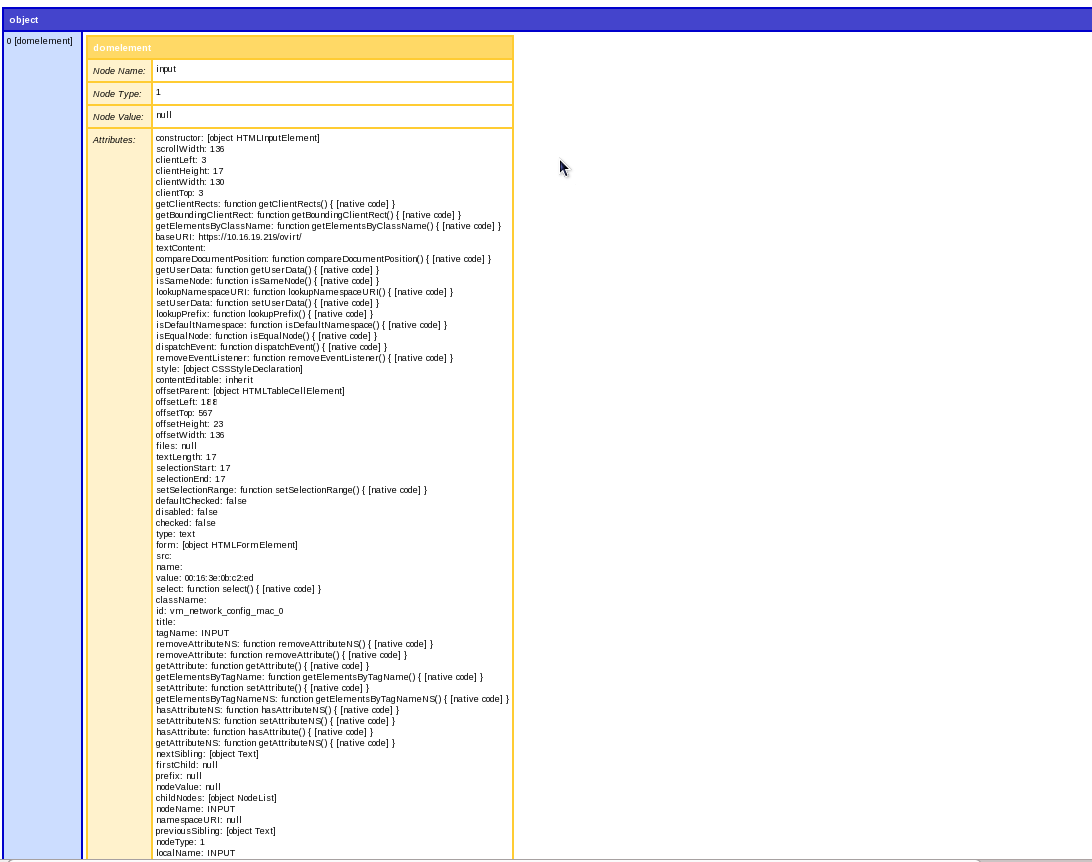 object
0 [domelement]
domelement
Node Name: input
Node Type: 1
Node Value: null
Attributes:
constructor: [object HTMLInputElement]
scrollWidth: 136
clientLeft: 3
clientHeight: 17
clientWidth: 130
clientTop: 3
getClientRects: function getClientRects() { [native code] }
getBoundingClientRect: function getBoundingClientRect() { [native code] }
getElementsByClassName: function getElementsByClassName() { [native code] }
baseURI: https://10.16.19.219/ovirt/
textContent:
compareDocumentPosition: function compareDocumentPosition() { [native code] }
getUserData: function getUserData() { [native code] }
isSameNode: function isSameNode() { [native code] }
lookupNamespaceURI: function lookupNamespaceURI() { [native code] }
setUserData: function setUserData() { [native code] }
lookupPrefix: function lookupPrefix() { [native code] }
isDefaultNamespace: function isDefaultNamespace() { [native code] }
isEqualNode: function isEqualNode() { [native code] }
dispatchEvent: function dispatchEvent() { [native code] }
removeEventListener: function removeEventListener() { [native code] }
style: [object CSSStyleDeclaration]
contentEditable: inherit
offsetParent: [object HTMLTableCellElement]
offsetLeft: 188
offsetTop: 567
offsetHeight: 23
offsetWidth: 136
files: null
textLength: 17
selectionStart: 17
selectionEnd: 17
setSelectionRange: function setSelectionRange() { [native code] }
defaultChecked: false
disabled: false
checked: false
type: text
form: [object HTMLFormElement]
src:
name:
value: 00:16:3e:0b:c2:ed
select: function select() { [native code] }
className:
id: vm_network_config_mac_0
title:
tagName: INPUT
removeAttributeNS: function removeAttributeNS() { [native code] }
removeAttribute: function removeAttribute() { [native code] }
getAttribute: function getAttribute() { [native code] }
getElementsByTagName: function getElementsByTagName() { [native code] }
setAttribute: function setAttribute() { [native code] }
getElementsByTagNameNS: function getElementsByTagNameNS() { [native code] }
hasAttributeNS: function hasAttributeNS() { [native code] }
setAttributeNS: function setAttributeNS() { [native code] }
hasAttribute: function hasAttribute() { [native code] }
getAttributeNS: function getAttributeNS() { [native code] }
nextSibling: [object Text]
firstChild: null
prefix: null
nodeValue: null
childNodes: [object NodeList]
nodeName: INPUT
namespaceURI: null
previousSibling: [object Text]
nodeType: 1
localName: INPUT